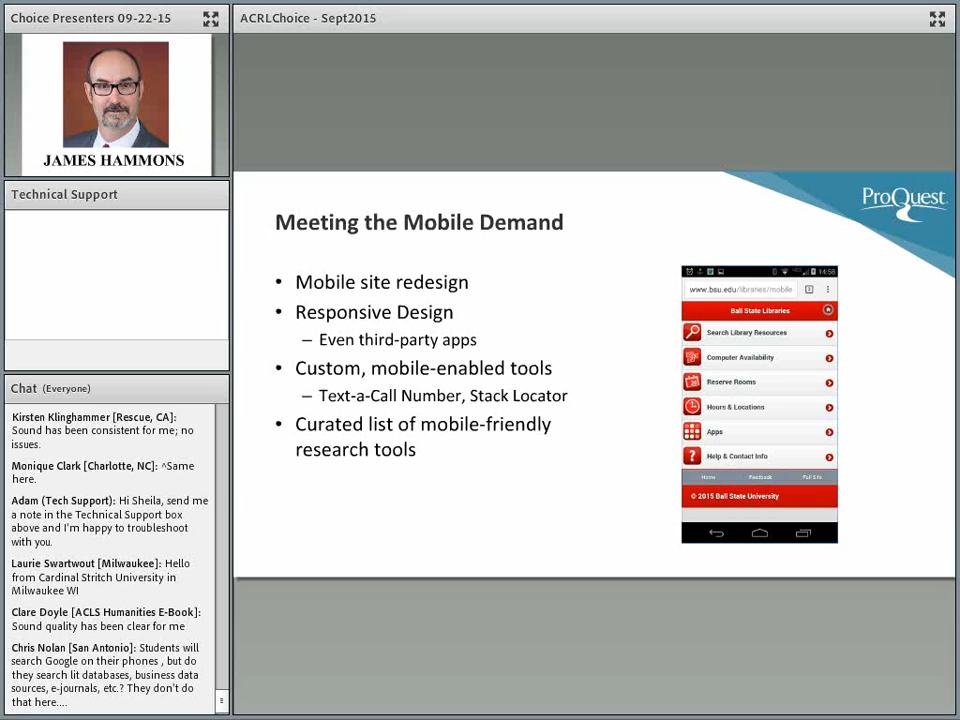 Choice Presenters 09-22-15
JAMES HAMMONS
Technical Support
Chat (Everyone)
Kirsten Klinghammer [Rescue, CA]:
Sound has been consistent for me; no
issues.
Monique Clark [Charlotte, NC]: ^Same
here.
Adam (Tech Support): Hi Sheila, send me
a note in the Technical Support box
above and I'm happy to troubleshoot
with you.
Laurie Swartwout [Milwaukee]: Hello
from Cardinal Stritch University in
Milwaukee WI
Clare Doyle [ACLS Humanities E-Book]:
Sound quality has been clear for me
Chris Nolan [San Antonio]: Students will
search Google on their phones , but do
they search lit databases, business data
sources, e-journals, etc.? They don't do
that here....
ACRLChoice - Sept2015
ProQuest
Meeting the Mobile Demand
• Mobile site redesign
• Responsive Design
– Even third-party apps
• Custom, mobile-enabled tools
– Text-a-Call Number, Stack Locator
• Curated list of mobile-friendly
research tools
14:58
www.bsu.edu/libraries/mobile
Ball State Libraries
Search Library Resources
Computer Availability
Reserve Rooms
Hours & Locations
Apps
? Help & Contact Info
Home Feedback Full Site
© 2015 Ball State University